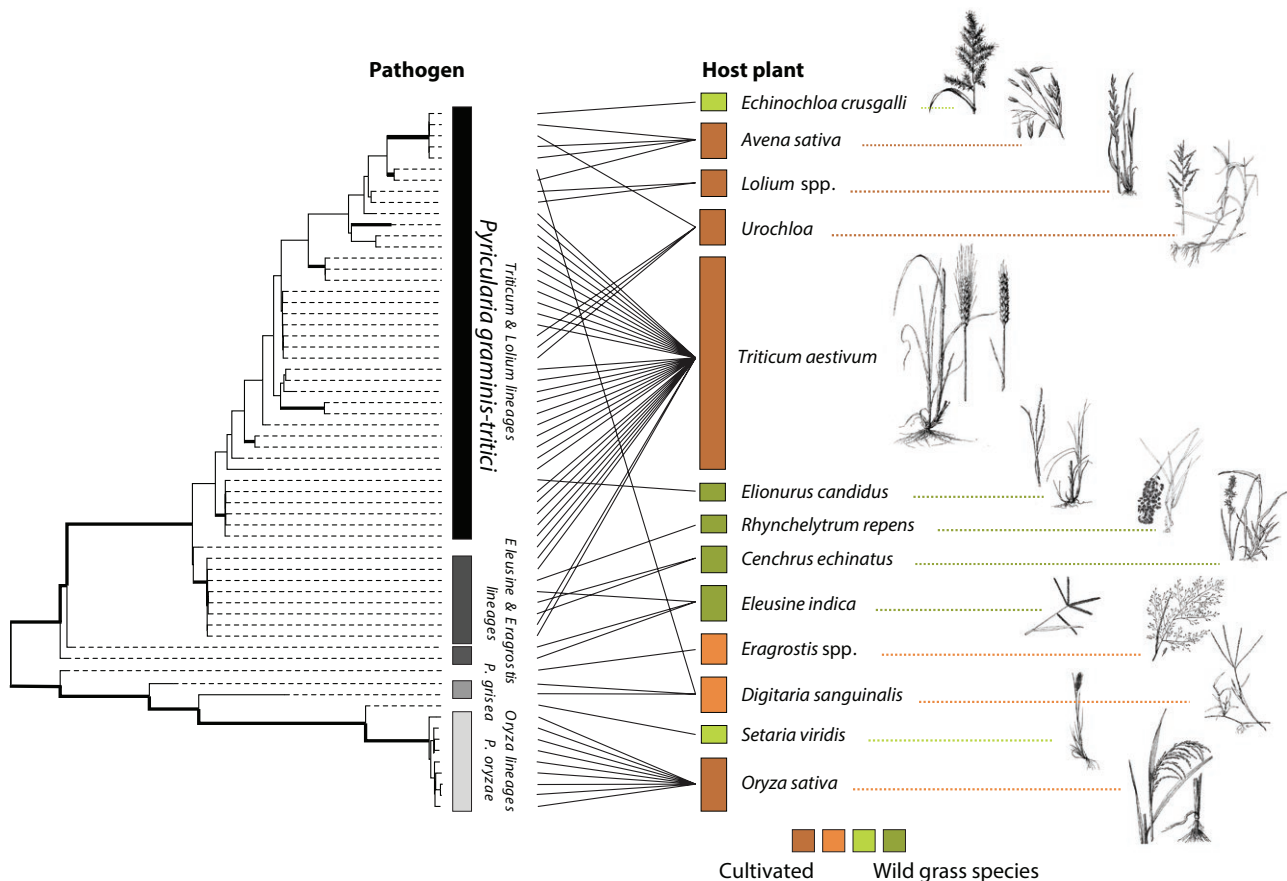 Pathogen
Host plant
Pyricularia graminis-tritici
Triticum & Lolium lineages
Eleusine & Eragrostis
lineages
P. grisea
Oryza lineages
P. oryzae
Echinochloa crusgalli
Avena sativa
Lolium spp.
Urochloa
Triticum aestivum
Elionurus candidus
Rhynchelytrum repens
Cenchrus echinatus
Eleusine indica
Eragrostis spp.
Digitaria sanguinalis
Setaria viridis
Oryza sativa
Cultivated
Wild grass species